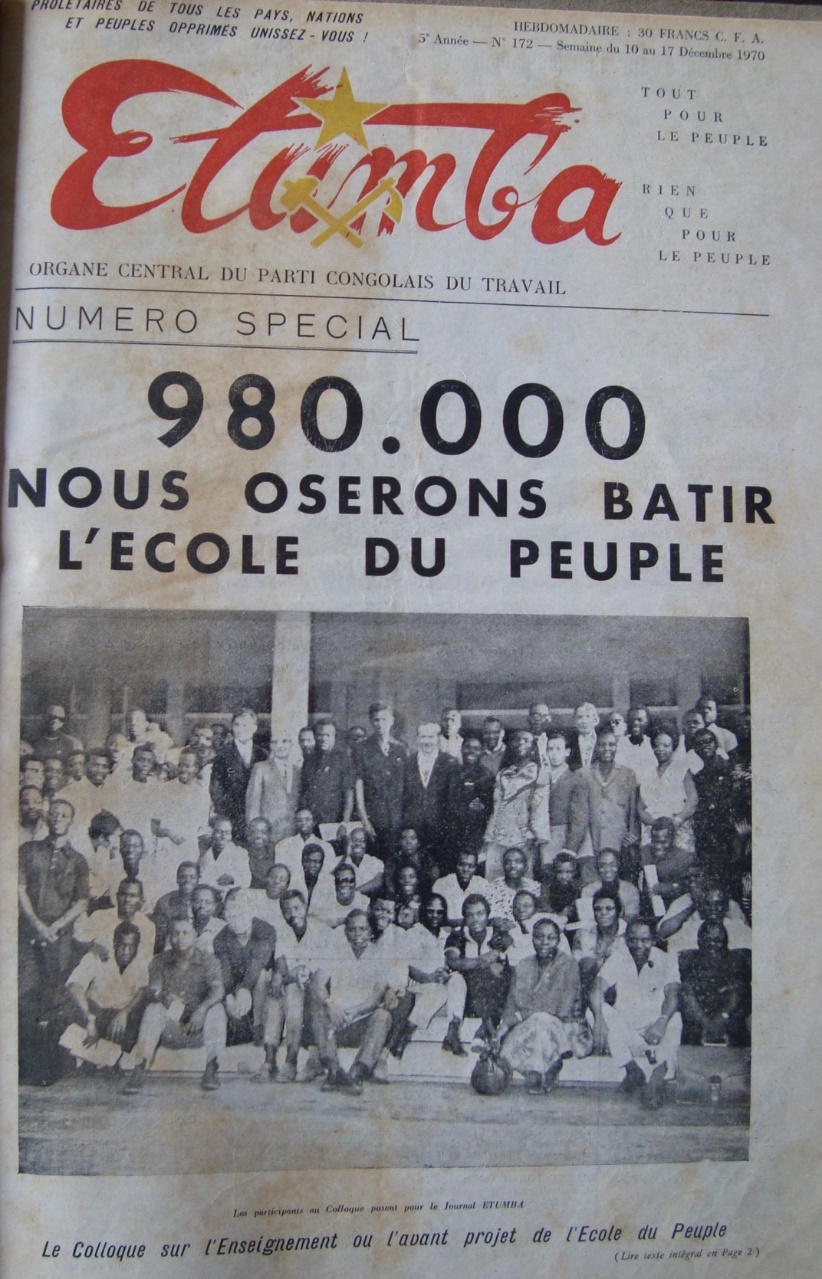 PROLETAIRES DE TOUS LES PAYS, NATIONS
ET PEUPLES OPPRIMÉS UNISSEZ-VOUS !
HEBDOMADAIRE : 30 FRANCS C. F. A.
5e Année — N° 172 — Semaine du 10 au 17 Décembre 1970
Etumba
TOUT
POUR
LE PEUPLE
RIEN
QUE
POUR
LE PEUPLE
ORGANE CENTRAL DU PARTI CONGOLAIS DU TRAVAIL
NUMERO SPECIAL
980.000
NOUS OSERONS BATIR
L'ECOLE DU PEUPLE
Les participants au Colloque posent pour le Journal ETUMBA
Le Colloque sur l'Enseignement ou l'avant projet de l'Ecole du Peuple
(Lire texte intégral en Page 2)